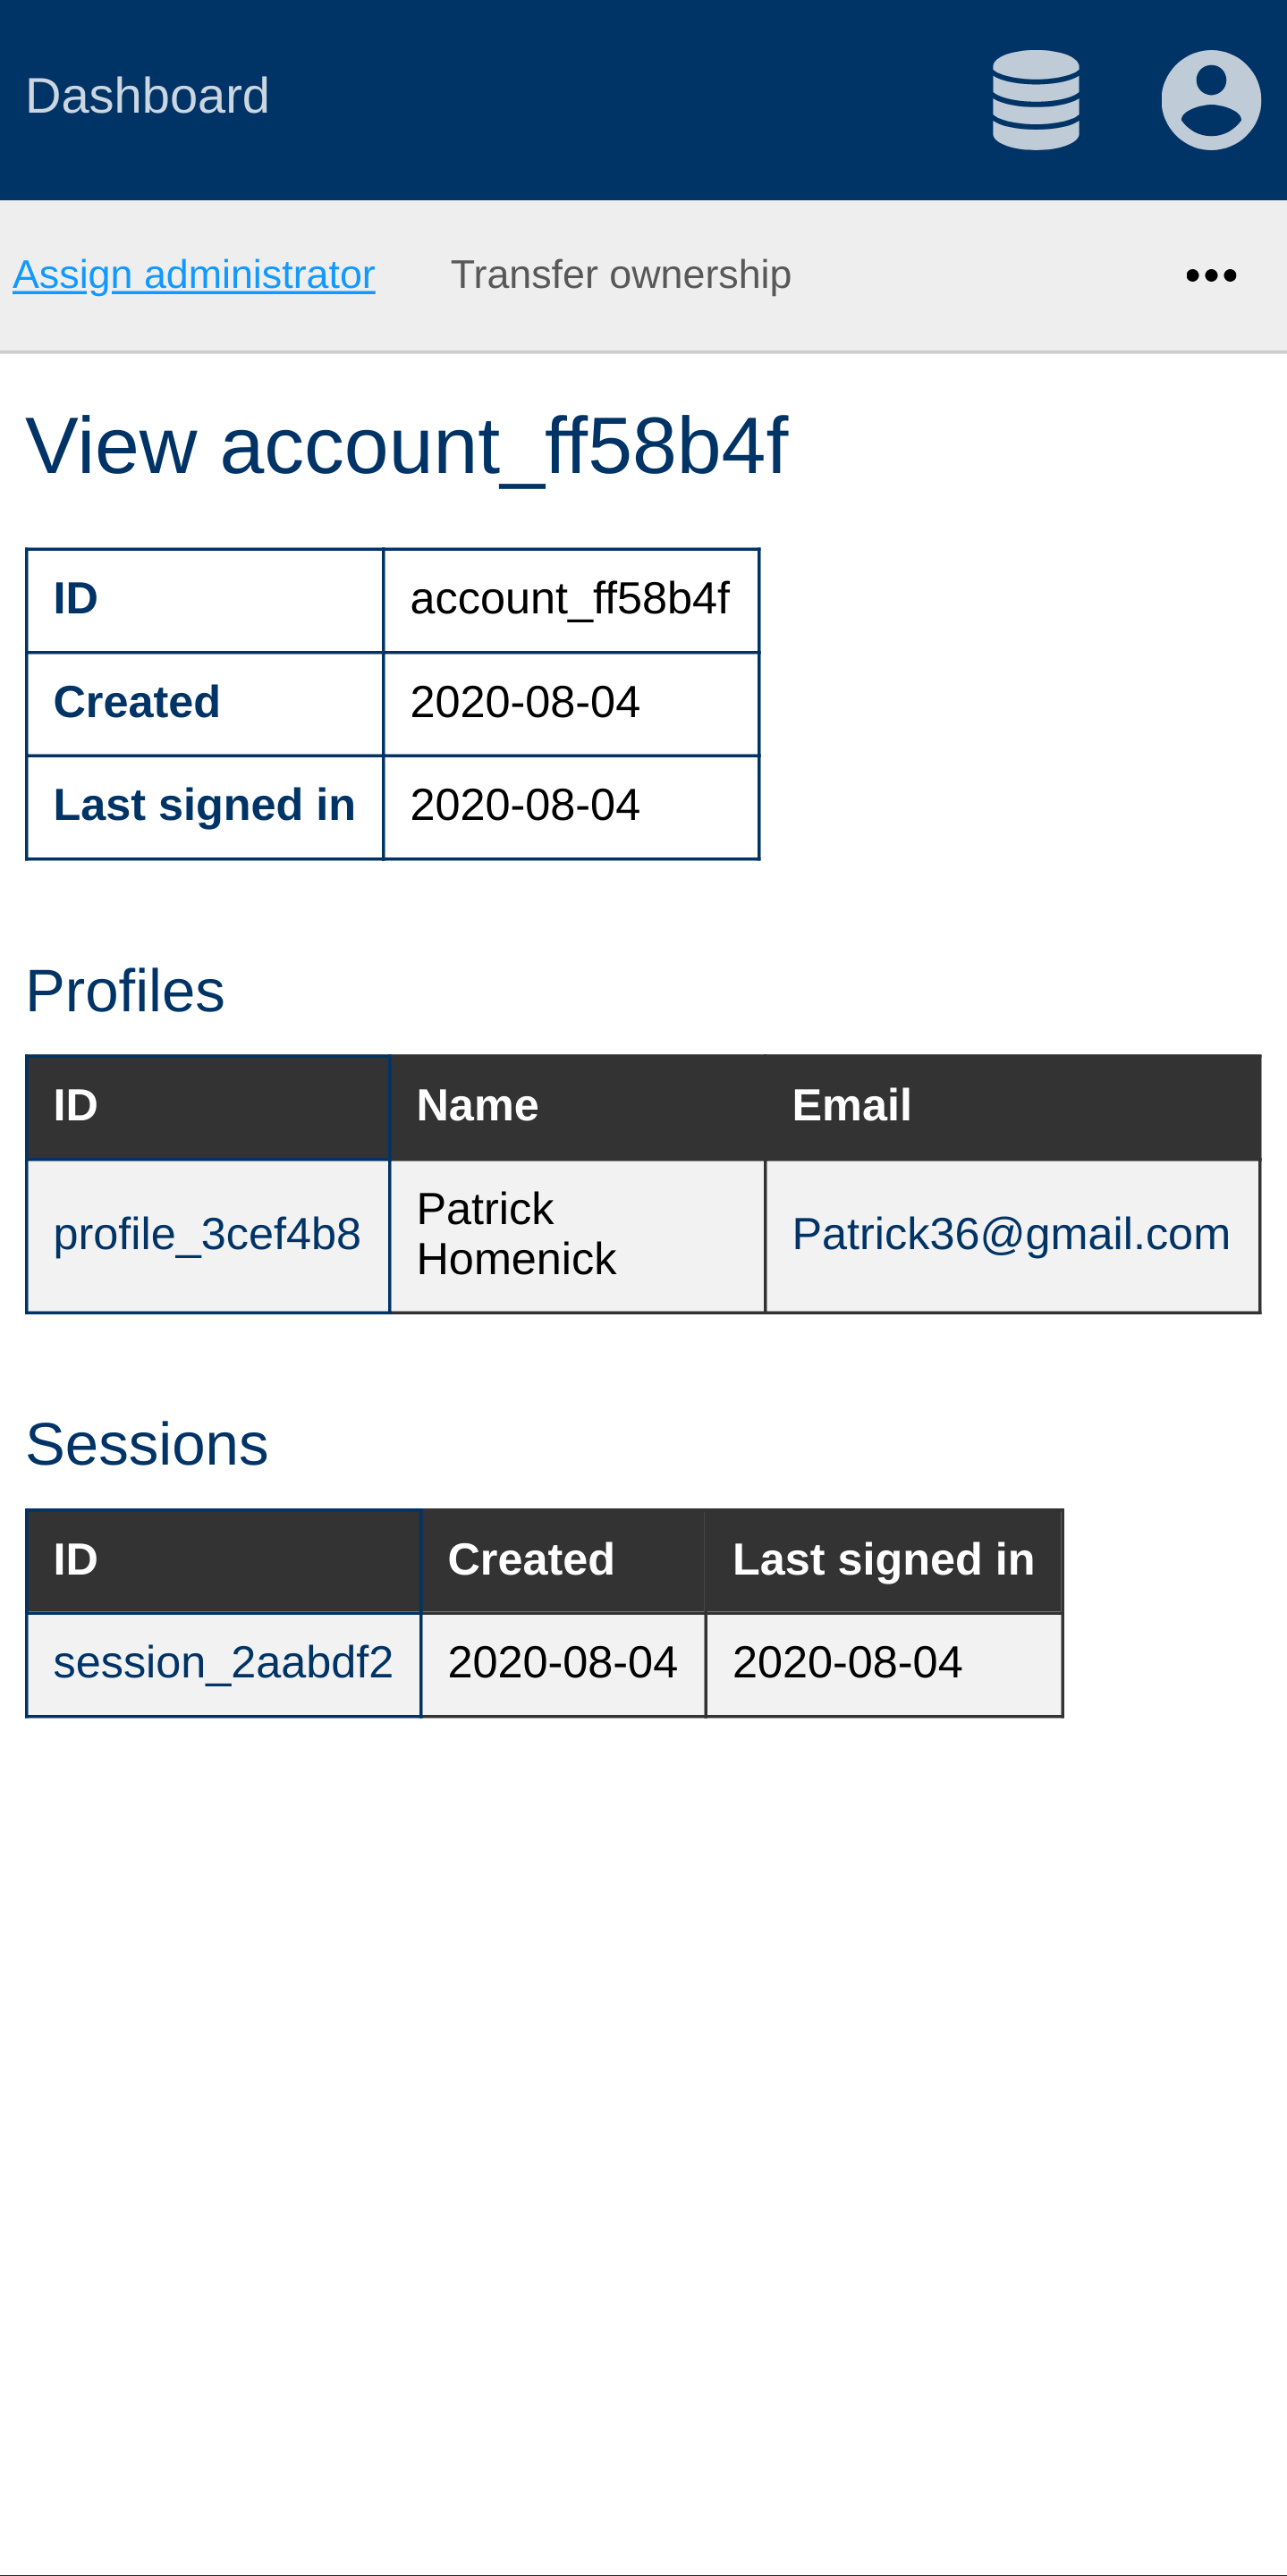 Dashboard
Assign administrator Transfer ownership •••
View account_ff58b4f
ID account_ff58b4f
Created 2020-08-04
Last signed in 2020-08-04
Profiles
ID Name Email
profile_3cef4b8 Patrick Homenick Patrick36@gmail.com
Sessions
ID Created Last signed in
session_2aabdf2 2020-08-04 2020-08-04